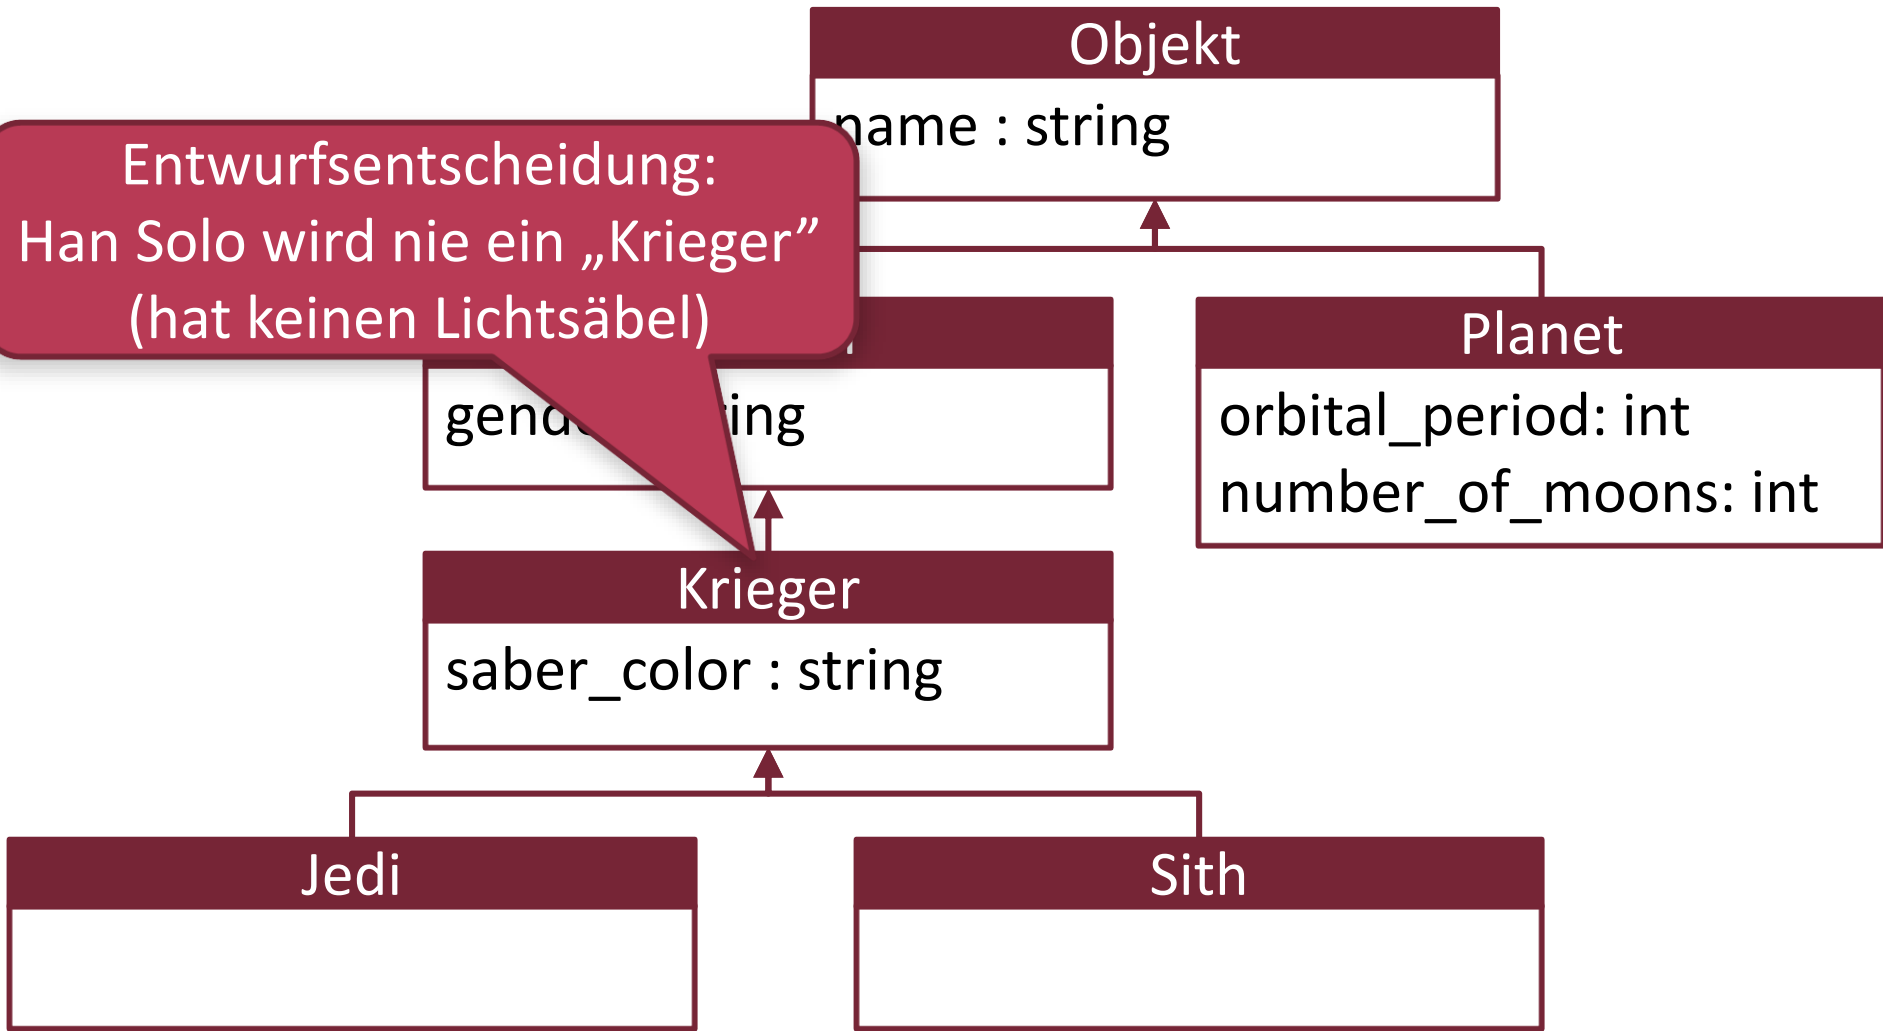 Objekt
name : string
Entwurfsentscheidung:
Han Solo wird nie ein „Krieger”
(hat keinen Lichtsäbel)
Planet
orbital_period: int
number_of_moons: int
Krieger
saber_color : string
Jedi
Sith